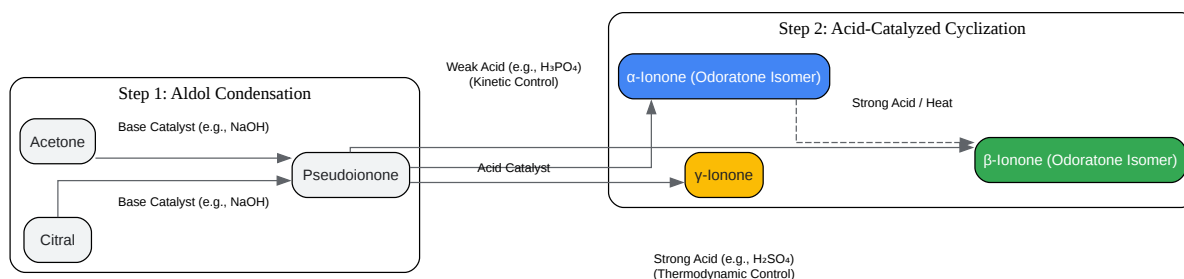 Step 2: Acid-Catalyzed Cyclization
Weak Acid (e.g., H₃PO₄)
(Kinetic Control)
α-Ionone (Odoratone Isomer)
Step 1: Aldol Condensation
Strong Acid / Heat
Base Catalyst (e.g., NaOH)
Acetone
β-Ionone (Odoratone Isomer)
Acid Catalyst
Pseudoionone
γ-Ionone
Base Catalyst (e.g., NaOH)
Citral
Strong Acid (e.g., H₂SO₄)
(Thermodynamic Control)